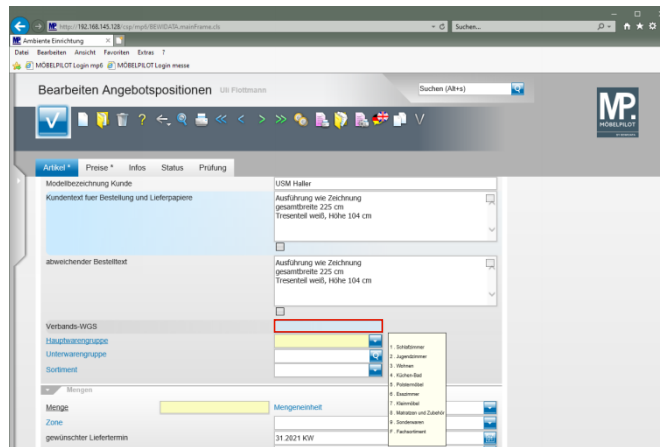 http://192.168.145.128/csp/mp6/BEWIDATA.mainFrame.cls
Suchen...
Ambiente Einrichtung
Datei Bearbeiten Ansicht Favoriten Extras ?
MÖBELPILOT Login mp6 MÖBELPILOT Login messe
Bearbeiten Angebotspositionen Uli Flottmann
Suchen (Alt+s)
MP.
MÖBELPILOT
Artikel * Preise * Infos Status Prüfung
Modellbezeichnung Kunde USM Haller
Kundentext fuer Bestellung und Lieferpapiere
Ausführung wie Zeichnung
gesamtbreite 225 cm
Tresenteil weiß, Höhe 104 cm
abweichender Bestelltext
Ausführung wie Zeichnung
gesamtbreite 225 cm
Tresenteil weiß, Höhe 104 cm
Verbands-WGS
Hauptwarengruppe
Unterwarengruppe
Sortiment
1 - Schlafzimmer
2 - Jugendzimmer
3 - Wohnen
4 - Küchen-Bad
5 - Polstermöbel
6 - Esszimmer
7 - Kleinmöbel
8 - Matratzen und Zubehör
9 - Sonderwaren
F - Fachsortiment
Mengen
Menge Mengeneinheit
Zone
gewünschter Liefertermin 31.2021 KW